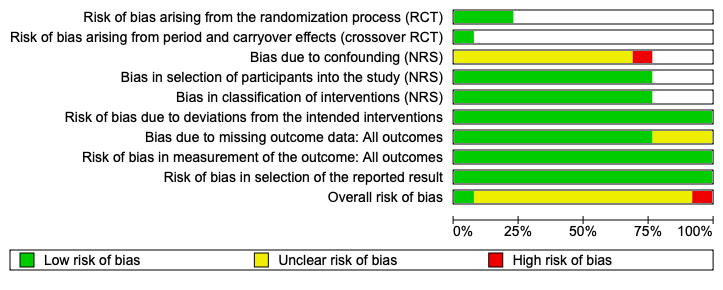 Risk of bias arising from the randomization process (RCT)
Risk of bias arising from period and carryover effects (crossover RCT)
Bias due to confounding (NRS)
Bias in selection of participants into the study (NRS)
Bias in classification of interventions (NRS)
Risk of bias due to deviations from the intended interventions
Bias due to missing outcome data: All outcomes
Risk of bias in measurement of the outcome: All outcomes
Risk of bias in selection of the reported result
Overall risk of bias
0% 25% 50% 75% 100%
Low risk of bias Unclear risk of bias High risk of bias